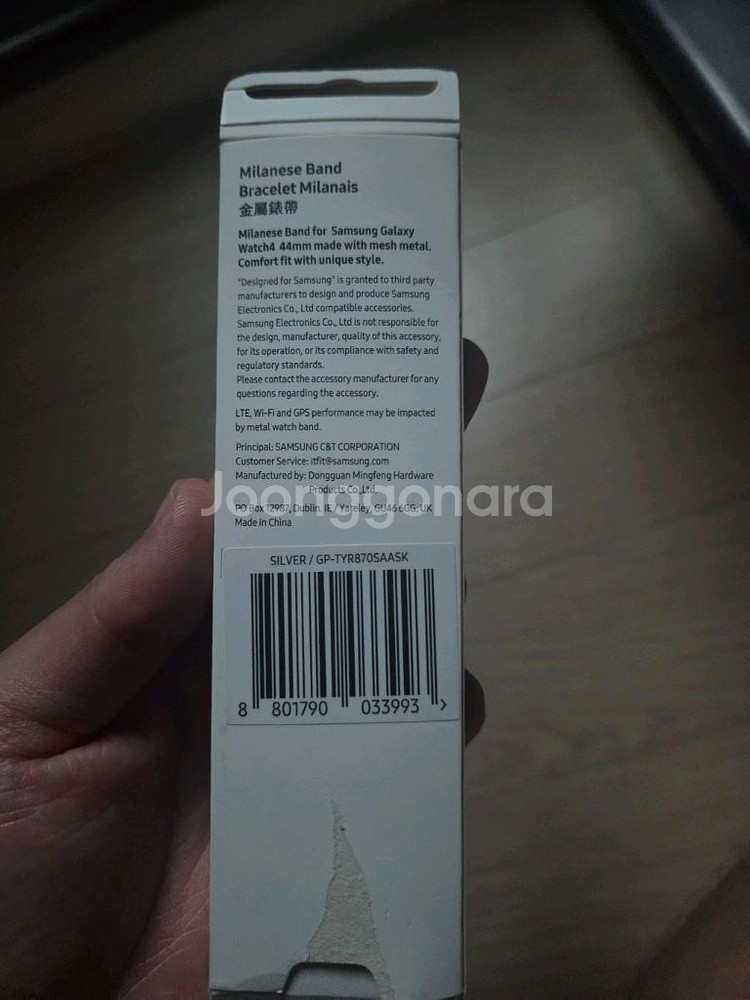 Milanese Band
Bracelet Milanais
金屬錶帶
Milanese Band for Samsung Galaxy
Watch4 44mm made with mesh metal.
Comfort fit with unique style.
"Designed for Samsung" is granted to third party
manufacturers to design and produce Samsung
Electronics Co., Ltd compatible accessories.
Samsung Electronics Co., Ltd is not responsible for
the design, manufacturer, quality of this accessory,
for its operation, or its compliance with safety and
regulatory standards.
Please contact the accessory manufacturer for any
questions regarding the accessory.
LTE, Wi-Fi and GPS performance may be impacted
by metal watch band.
Principal: SAMSUNG C&T CORPORATION
Customer Service: itfit@samsung.com
Manufactured by: Dongguan Mingfeng Hardware
Products Co.,Ltd.
Joonggonara
PO Box 12987, Dublin. IE / Yateley, GU46 6GG. UK
Made in China
SILVER / GP-TYR870SAASK
8 801790 033993 >